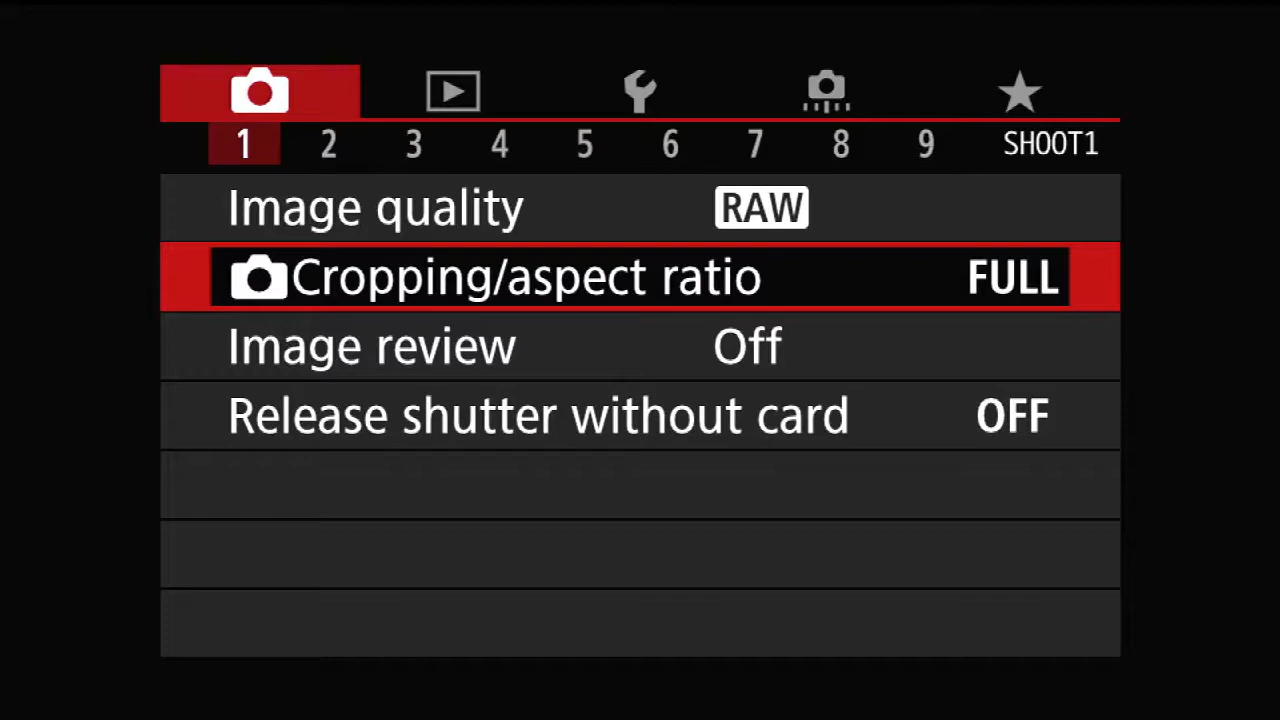 1 2 3 4 5 6 7 8 9 SHOOT1
Image quality RAW
Cropping/aspect ratio FULL
Image review Off
Release shutter without card OFF